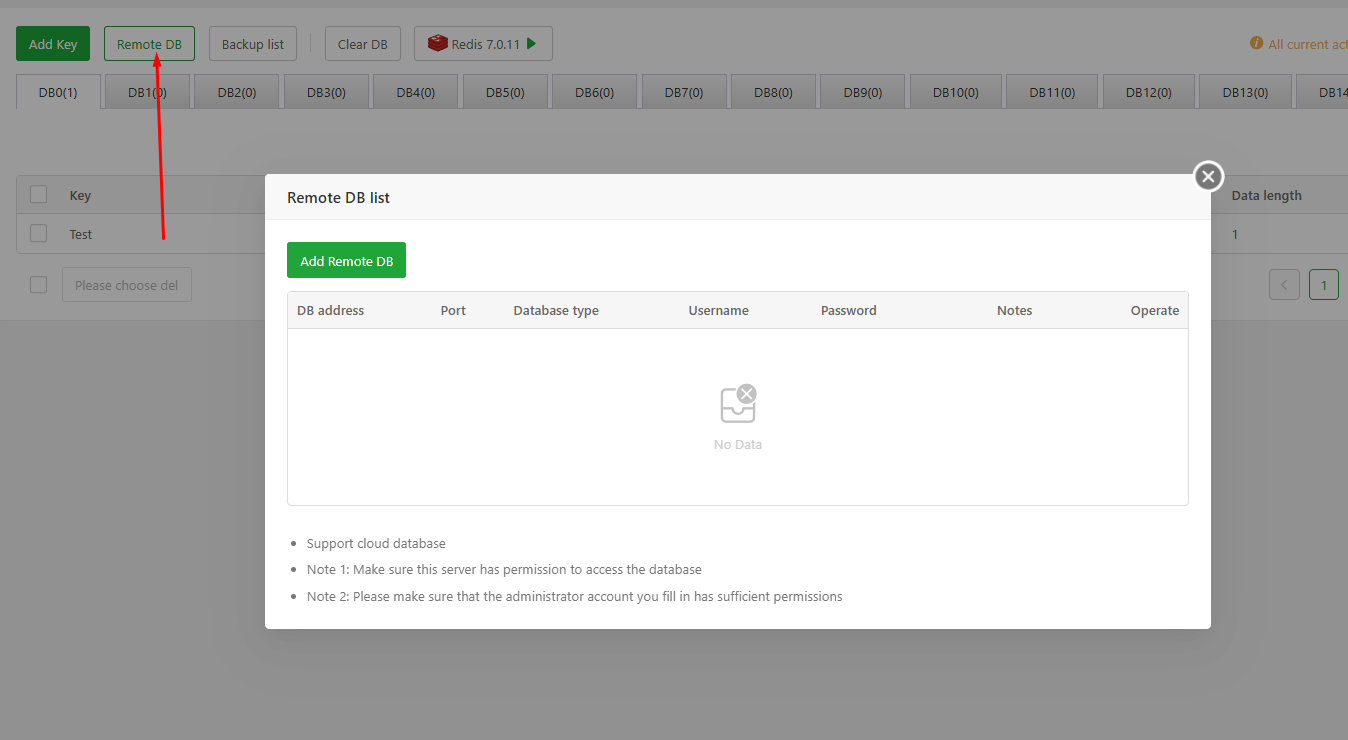 Add Key Remote DB Backup list Clear DB Redis 7.0.11 All current act
DB0(1) DB1(0) DB2(0) DB3(0) DB4(0) DB5(0) DB6(0) DB7(0) DB8(0) DB9(0) DB10(0) DB11(0) DB12(0) DB13(0) DB14
Key Data length
Test 1
Please choose del 1
Remote DB list
Add Remote DB
DB address Port Database type Username Password Notes Operate
No Data
Support cloud database
Note 1: Make sure this server has permission to access the database
Note 2: Please make sure that the administrator account you fill in has sufficient permissions